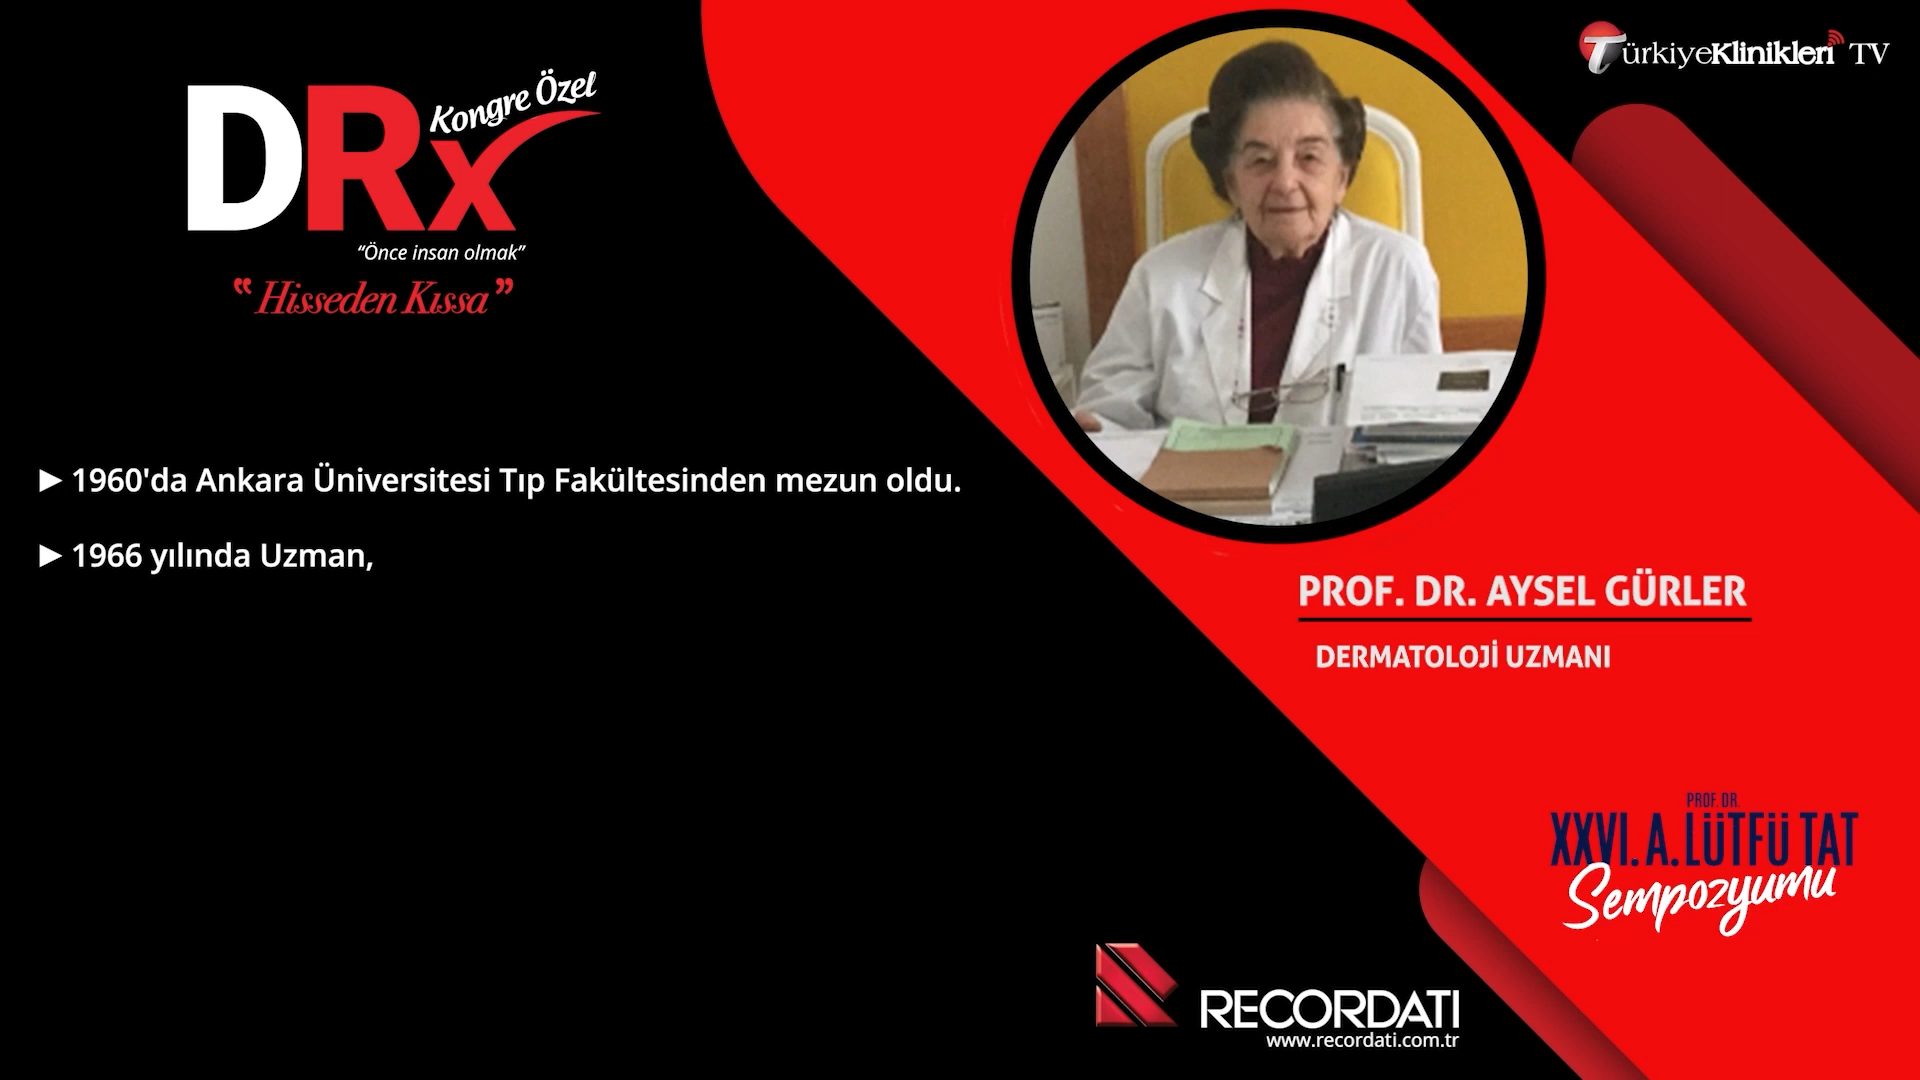 DRx Kongre Özel
“Önce insan olmak”
“Hisseden Kıssa”
TürkiyeKlinikleri TV
► 1960'da Ankara Üniversitesi Tıp Fakültesinden mezun oldu.
► 1966 yılında Uzman,
PROF. DR. AYSEL GÜRLER
DERMATOLOJİ UZMANI
PROF. DR.
XXVI. A. LÜTFÜ TAT
Sempozyumu
RECORDATI
www.recordati.com.tr